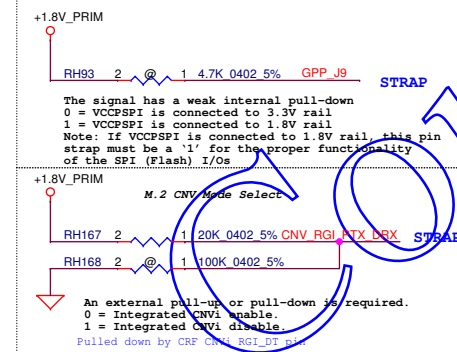 +1.8V_PRIM
RH93 2 @ 1 4.7K_0402_5% GPP_J9
STRAP
The signal has a weak internal pull-down
0 = VCCPSPI is connected to 3.3V rail
1 = VCCPSPI is connected to 1.8V rail
Note: If VCCPSPI is connected to 1.8V rail, this pin
strap must be a ‘1’ for the proper functionality
of the SPI (Flash) I/Os
+1.8V_PRIM
M.2 CNV Mode Select
RH167 2 1 20K_0402_5% CNV_RGI_PTX_DRX STRAP
RH168 2 @ 1 100K_0402_5%
An external pull-up or pull-down is required.
0 = Integrated CNVi enable.
1 = Integrated CNVi disable.
Pulled down by CRF CNVi RGI_DT pin